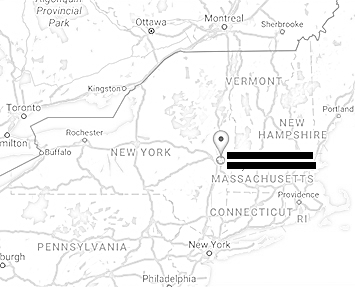 Algonquin
Provincial
Park
Ottawa
Montreal
Sherbrooke
Kingston
VERMONT
Toronto
Portland
milton
Rochester
NEW
HAMPSHIRE
Buffalo
NEW YORK
MASSACHUSETTS
Providence
CONNECTICUT
RI
PENNSYLVANIA
New York
burgh
Philadelphia